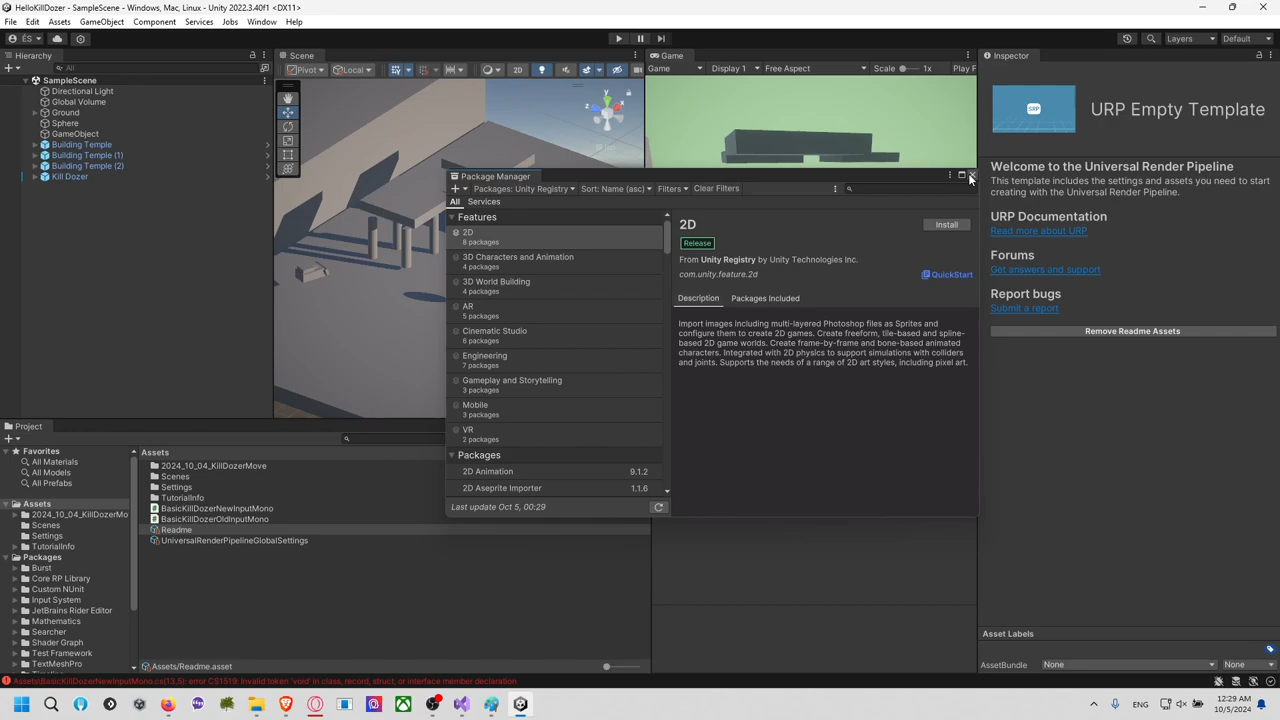 HelloKillDozer - SampleScene - Windows, Mac, Linux - Unity 2022.3.40f1 <DX11>
File Edit Assets GameObject Component Services Jobs Window Help
ÉS Layers Default
Hierarchy Scene Game Inspector
All Pivot Local 2D Game Display 1 Free Aspect Scale 1x Play F
SampleScene
Directional Light
Global Volume
Ground
Sphere
GameObject
Building Temple
Building Temple (1)
Building Temple (2)
Kill Dozer
SRP
URP Empty Template
Welcome to the Universal Render Pipeline
This template includes the settings and assets you need to start
creating with the Universal Render Pipeline.
URP Documentation
Read more about URP
Forums
Get answers and support
Report bugs
Submit a report
Remove Readme Assets
Package Manager
Packages: Unity Registry Sort: Name (asc) Filters Clear Filters
All Services
Features
2D
8 packages
3D Characters and Animation
4 packages
3D World Building
4 packages
AR
5 packages
Cinematic Studio
6 packages
Engineering
7 packages
Gameplay and Storytelling
3 packages
Mobile
3 packages
VR
2 packages
Packages
2D Animation 9.1.2
2D Aseprite Importer 1.1.6
Last update Oct 5, 00:29
2D Install
Release
From Unity Registry by Unity Technologies Inc.
com.unity.feature.2d QuickStart
Description Packages Included
Import images including multi-layered Photoshop files as Sprites and
configure them to create 2D games. Create freeform, tile-based and spline-
based 2D game worlds. Create frame-by-frame and bone-based animated
characters. Integrated with 2D physics to support simulations with colliders
and joints. Supports the needs of a range of 2D art styles, including pixel art.
Project
Favorites
All Materials
All Models
All Prefabs
Assets
2024_10_04_KillDozerMo
Scenes
Settings
TutorialInfo
Packages
Burst
Core RP Library
Custom NUnit
Input System
JetBrains Rider Editor
Mathematics
Searcher
Shader Graph
Test Framework
TextMeshPro
Assets
2024_10_04_KillDozerMove
Scenes
Settings
TutorialInfo
BasicKillDozerNewInputMono
BasicKillDozerOldInputMono
Readme
UniversalRenderPipelineGlobalSettings
Assets/Readme.asset
Asset Labels
AssetBundle None None
Assets\BasicKillDozerNewInputMono.cs(13,5): error CS1519: Invalid token 'void' in class, record, struct, or interface member declaration
ENG
12:29 AM
10/5/2024